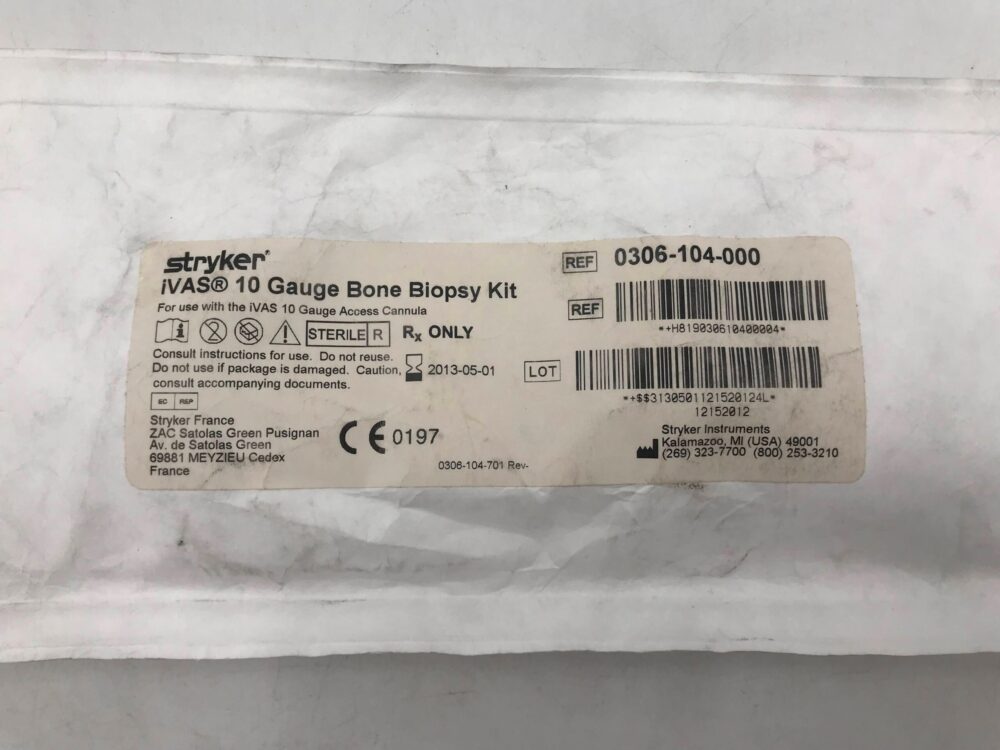 stryker®
iVAS® 10 Gauge Bone Biopsy Kit
For use with the iVAS 10 Gauge Access Cannula
STERILE R
Rx ONLY
Consult instructions for use. Do not reuse.
Do not use if package is damaged. Caution,
consult accompanying documents.
2013-05-01
EC REP
Stryker France
ZAC Satolas Green Pusignan
Av. de Satolas Green
69881 MEYZIEU Cedex
France
CE 0197
0306-104-701 Rev-
REF 0306-104-000
REF
*+H819030610400004*
LOT
*+$$3130501121520124L*
12152012
Stryker Instruments
Kalamazoo, MI (USA) 49001
(269) 323-7700 (800) 253-3210